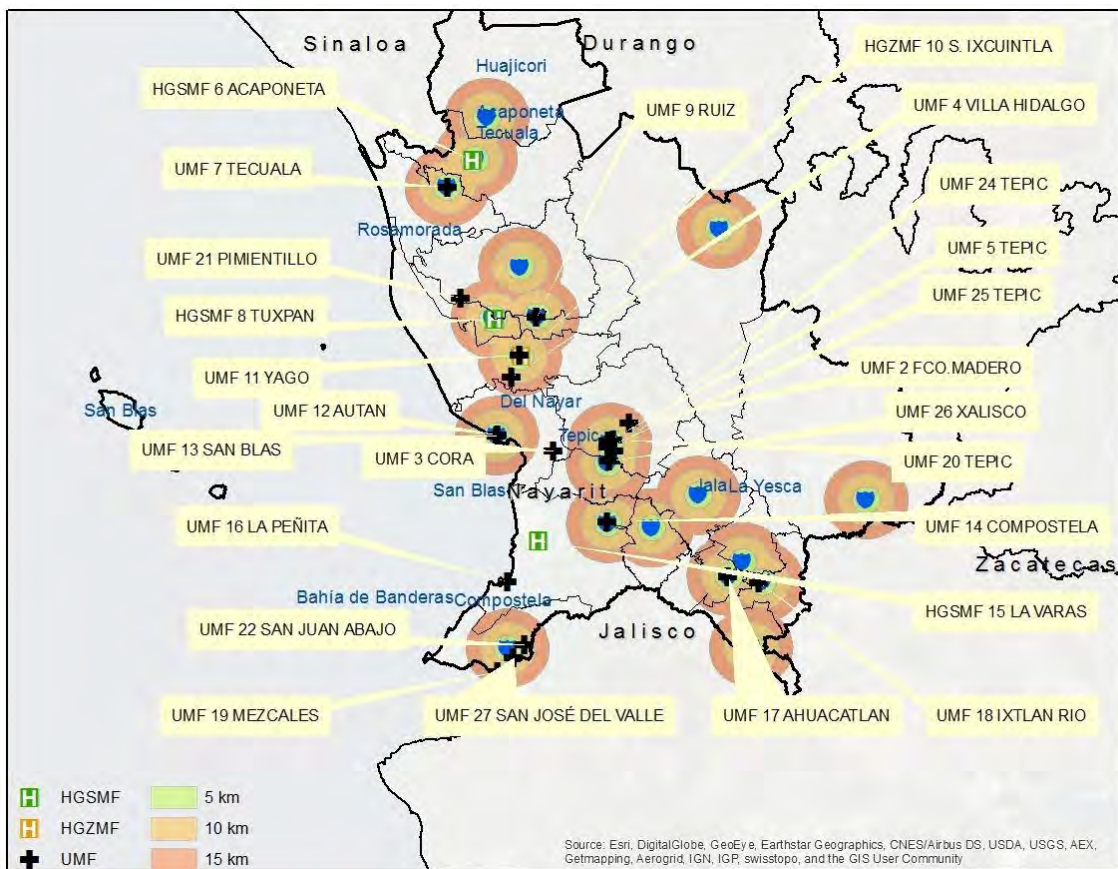 Sinaloa
Durango
HGZMF 10 S. IXCUINTLA
Huajicori
HGSMF 6 ACAPONETA
UMF 9 RUIZ
UMF 4 VILLA HIDALGO
Acaponeta
Tecuala
UMF 7 TECUALA
UMF 24 TEPIC
Rosamorada
UMF 21 PIMIENTILLO
UMF 5 TEPIC
UMF 25 TEPIC
HGSMF 8 TUXPAN
UMF 11 YAGO
UMF 2 FCO.MADERO
San Blas
UMF 12 AUTAN
Del Nayar
UMF 26 XALISCO
UMF 13 SAN BLAS
UMF 3 CORA
Tepic
UMF 20 TEPIC
San Blas
Nayarit
Jala
La Yesca
UMF 16 LA PEÑITA
UMF 14 COMPOSTELA
Zacatecas
Bahía de Banderas
Compostela
HGSMF 15 LA VARAS
UMF 22 SAN JUAN ABAJO
Jalisco
UMF 19 MEZCALES
UMF 27 SAN JOSÉ DEL VALLE
UMF 17 AHUACATLAN
UMF 18 IXTLAN RIO
H HGSMF 5 km
H HGZMF 10 km
UMF 15 km
Source: Esri, DigitalGlobe, GeoEye, Earthstar Geographics, CNES/Airbus DS, USDA, USGS, AEX,
Getmapping, Aerogrid, IGN, IGP, swisstopo, and the GIS User Community